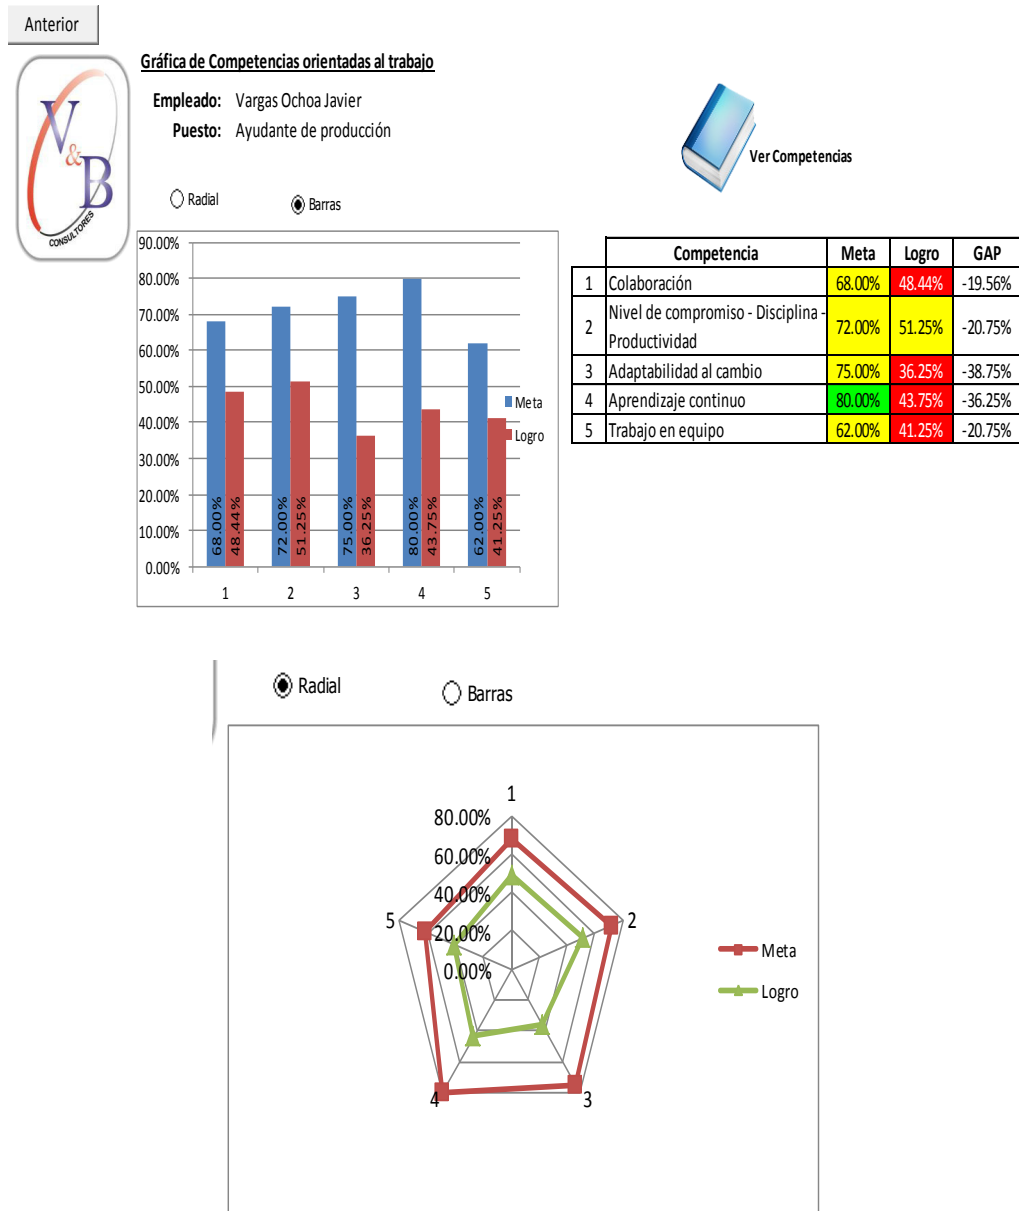 Anterior
V&B
CONSULTORES
Gráfica de Competencias orientadas al trabajo
Empleado: Vargas Ochoa Javier
Puesto: Ayudante de producción
Ver Competencias
Radial Barras
90.00%
80.00%
70.00%
60.00%
50.00%
40.00%
30.00%
20.00%
10.00%
0.00%
68.00%
48.44%
72.00%
51.25%
75.00%
36.25%
80.00%
43.75%
62.00%
41.25%
1 2 3 4 5
Meta
Logro
Competencia Meta Logro GAP
1 Colaboración 68.00% 48.44% -19.56%
2 Nivel de compromiso - Disciplina -
Productividad 72.00% 51.25% -20.75%
3 Adaptabilidad al cambio 75.00% 36.25% -38.75%
4 Aprendizaje continuo 80.00% 43.75% -36.25%
5 Trabajo en equipo 62.00% 41.25% -20.75%
Radial Barras
1
80.00%
60.00%
40.00%
20.00%
0.00%
2
3
4
5
Meta
Logro